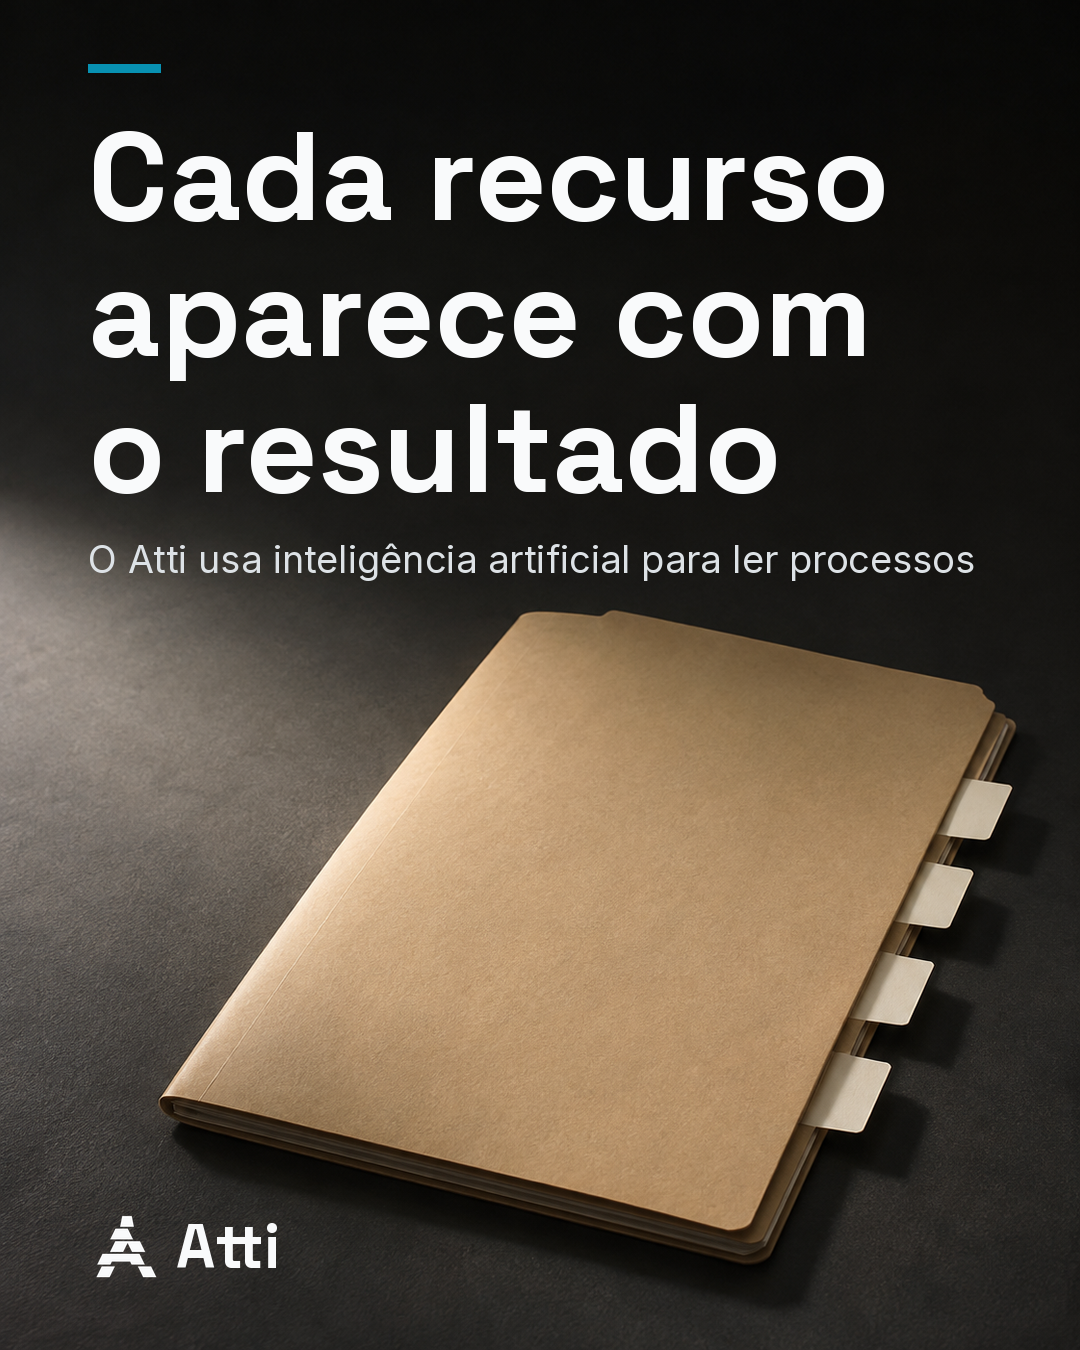 Cada recurso
aparece com
o resultado
O Atti usa inteligência artificial para ler processos
Atti